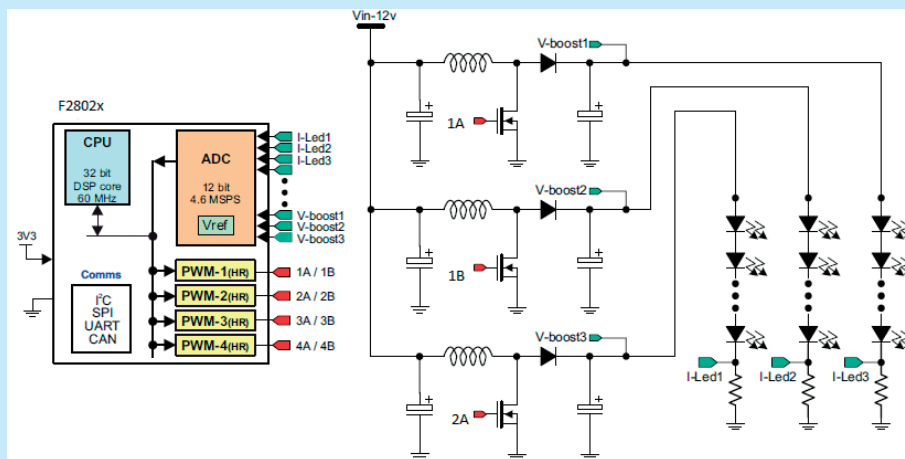 Vin-12v
V-boost1
F2802x
CPU
32 bit
DSP core
60 MHz
ADC
12 bit
4.6 MSPS
Vref
I-Led1
I-Led2
I-Led3
V-boost1
V-boost2
V-boost3
3V3
Comms
I²C
SPI
UART
CAN
PWM-1(HR)
1A / 1B
PWM-2(HR)
2A / 2B
PWM-3(HR)
3A / 3B
PWM-4(HR)
4A / 4B
+
+
1A
V-boost2
+
+
1B
V-boost3
+
+
2A
I-Led1
I-Led2
I-Led3